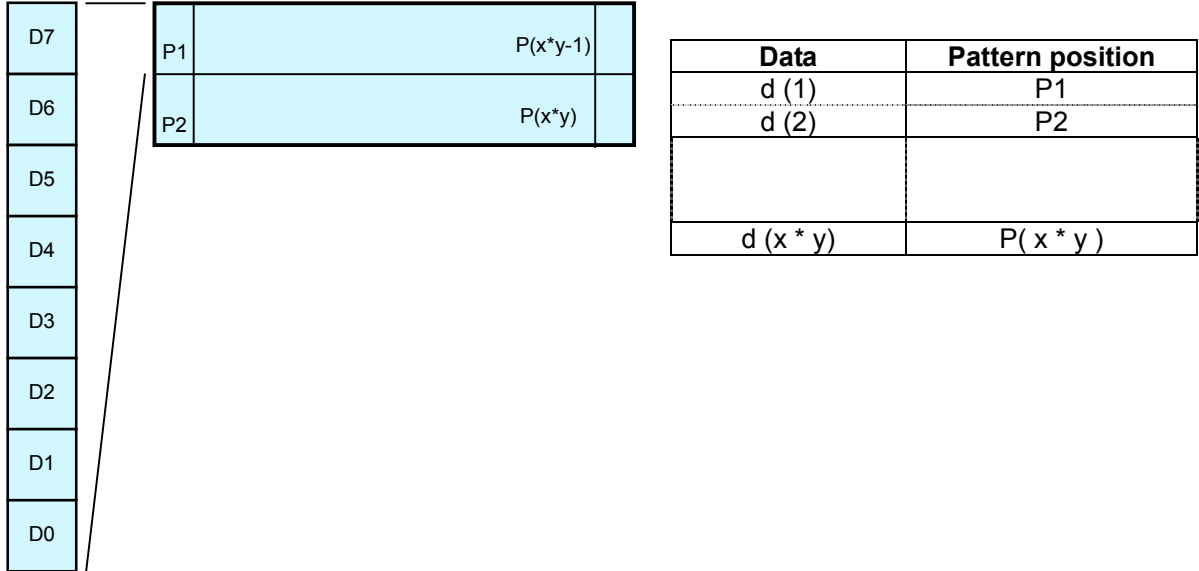 D7
D6
D5
D4
D3
D2
D1
D0
P1 P(x*y-1)
P2 P(x*y)
Data Pattern position
d (1) P1
d (2) P2
d (x * y) P( x * y )